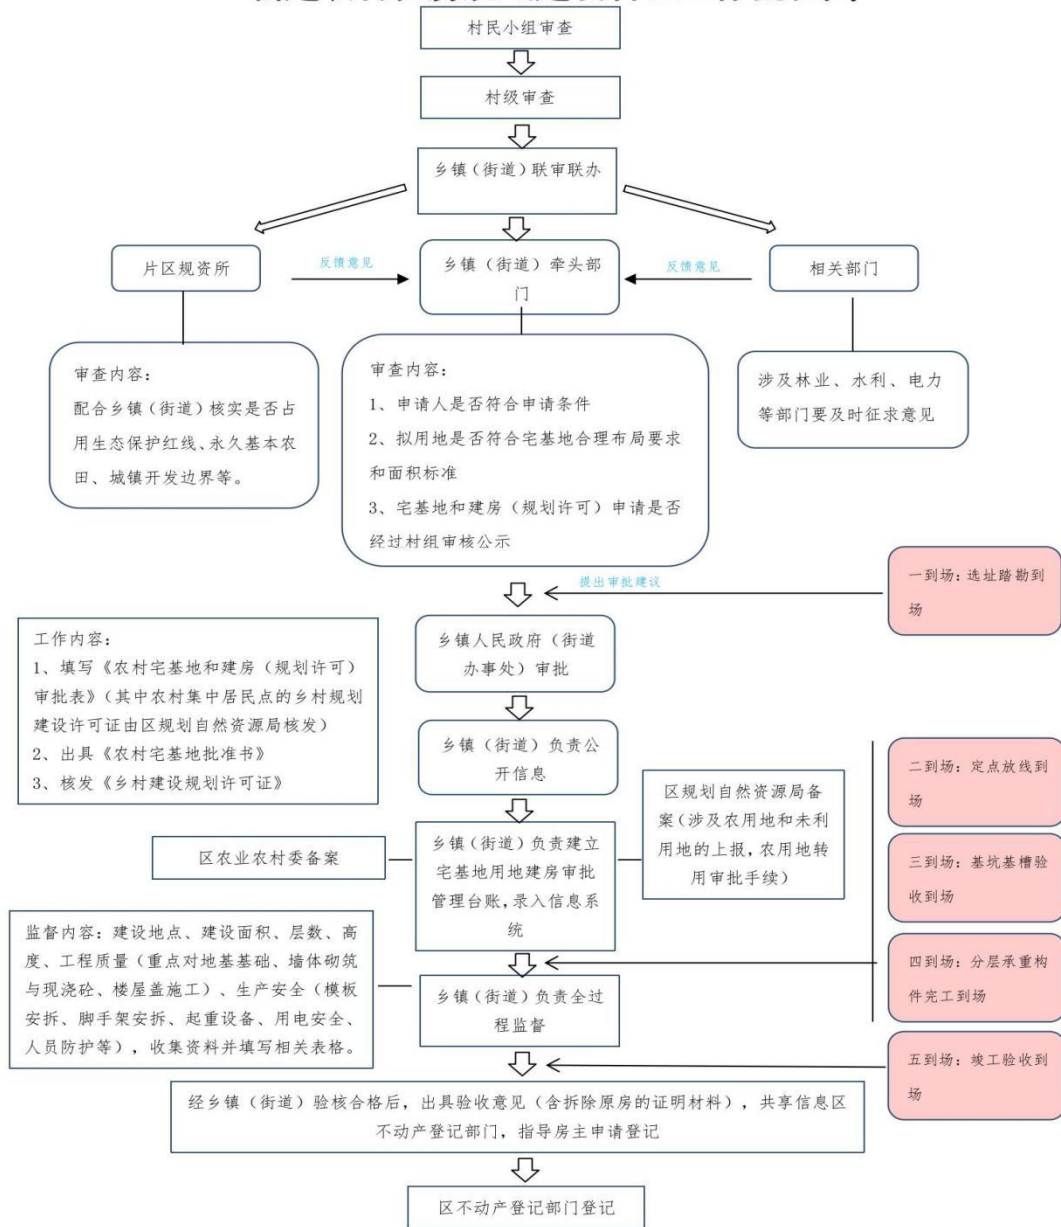 村民小组审查
村级审查
乡镇（街道）联审联办
片区规资所
反馈意见
乡镇（街道）牵头部
门
反馈意见
相关部门
审查内容：
配合乡镇（街道）核实是否占
用生态保护红线、永久基本农
田、城镇开发边界等。
审查内容：
1、申请人是否符合申请条件
2、拟用地是否符合宅基地合理布局要求
和面积标准
3、宅基地和建房（规划许可）申请是否
经过村组审核公示
涉及林业、水利、电力
等部门要及时征求意见
提出审批建议
一到场：选址踏勘到
场
工作内容：
1、填写《农村宅基地和建房（规划许可）
审批表》（其中农村集中居民点的乡村规划
建设许可证由区规划自然资源局核发）
2、出具《农村宅基地批准书》
3、核发《乡村建设规划许可证》
乡镇人民政府（街道
办事处）审批
乡镇（街道）负责公
开信息
二到场：定点放线到
场
区农业农村委备案
乡镇（街道）负责建立
宅基地用地建房审批
管理台账，录入信息系
统
区规划自然资源局备
案（涉及农用地和未利
用地的上报，农用地转
用审批手续）
三到场：基坑基槽验
收到场
监督内容：建设地点、建设面积、层数、高
度、工程质量（重点对地基基础、墙体砌筑
与现浇砼、楼屋盖施工）、生产安全（模板
安拆、脚手架安拆、起重设备、用电安全、
人员防护等），收集资料并填写相关表格。
乡镇（街道）负责全过
程监督
四到场：分层承重构
件完工到场
五到场：竣工验收到
场
经乡镇（街道）验核合格后，出具验收意见（含拆除原房的证明材料），共享信息区
不动产登记部门，指导房主申请登记
区不动产登记部门登记